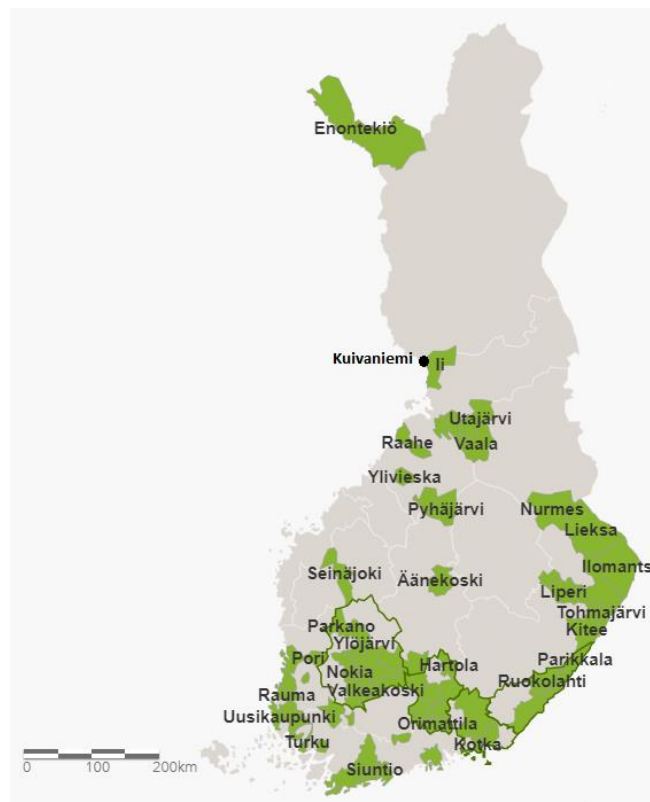 Enontekiö
Kuivaniemi
Ii
Utajärvi
Raahe
Vaala
Ylivieska
Pyhäjärvi
Nurmes
Lieksa
Seinäjoki
Äänekoski
Ilomants
Liperi
Tohmajärvi
Parkano
Kitee
Ylöjärvi
Pori
Hartola
Parikkala
Nokia
Ruokolahti
Rauma
Valkeakoski
Uusikaupunki
Orimattila
Turku
Kotka
Siuntio
0 100 200km